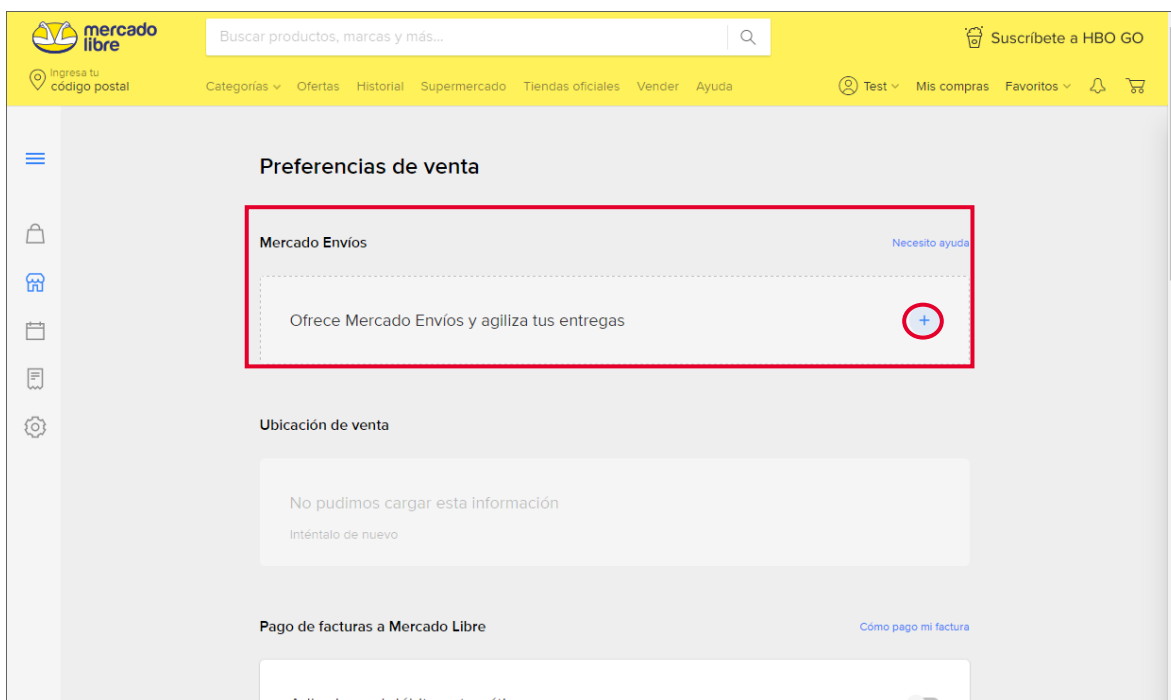 mercado
libre
Buscar productos, marcas y más...
Suscríbete a HBO GO
Ingresa tu
código postal
Categorías Ofertas Historial Supermercado Tiendas oficiales Vender Ayuda
Test Mis compras Favoritos
Preferencias de venta
Mercado Envíos Necesito ayuda
Ofrece Mercado Envíos y agiliza tus entregas +
Ubicación de venta
No pudimos cargar esta información
Inténtalo de nuevo
Pago de facturas a Mercado Libre Cómo pago mi factura